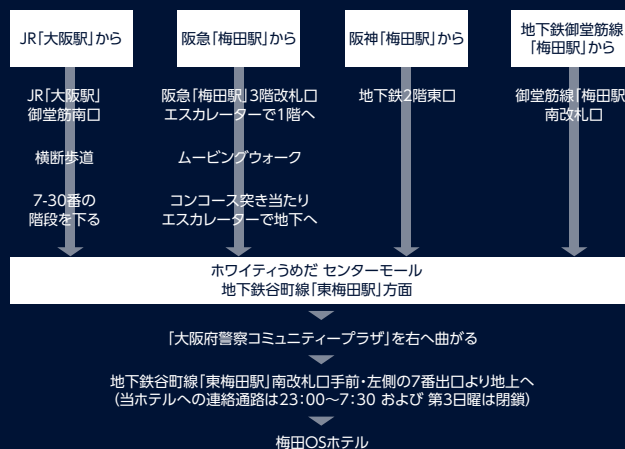 JR「大阪駅」から
JR「大阪駅」
御堂筋南口
横断歩道
7-30番の
階段を下る
阪急「梅田駅」から
阪急「梅田駅」3階改札口
エスカレーターで1階へ
ムービングウォーク
コンコース突き当たり
エスカレーターで地下へ
阪神「梅田駅」から
地下鉄2階東口
地下鉄御堂筋線
「梅田駅」から
御堂筋線「梅田駅
南改札口
ホワイティうめだ センターモール
地下鉄谷町線「東梅田駅」方面
「大阪府警察コミュニティープラザ」を右へ曲がる
地下鉄谷町線「東梅田駅」南改札口手前・左側の7番出口より地上へ
(当ホテルへの連絡通路は23:00〜7:30 および 第3日曜は閉鎖)
梅田OSホテル